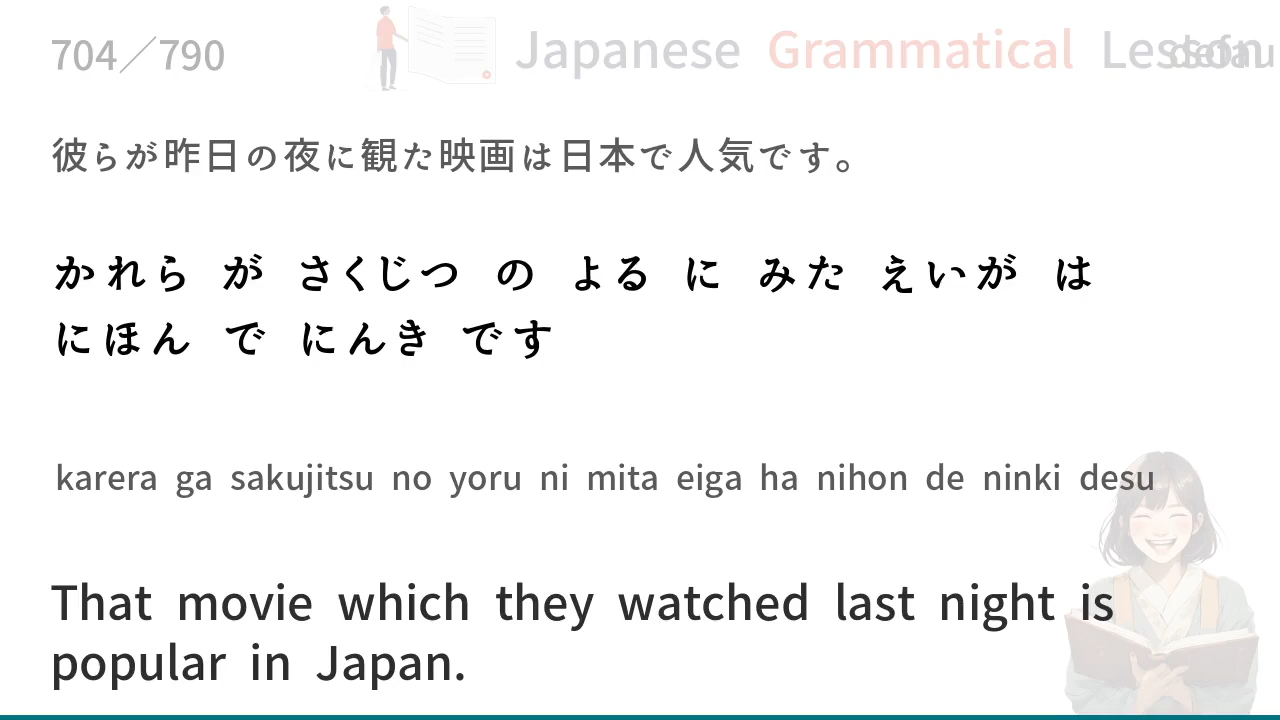 704／790
Japanese Grammatical Lesson
彼らが昨日の夜に観た映画は日本で人気です。
かれら が さくじつ の よる に みた えいが は
にほん で にんき です
karera ga sakujitsu no yoru ni mita eiga ha nihon de ninki desu
That movie which they watched last night is
popular in Japan.